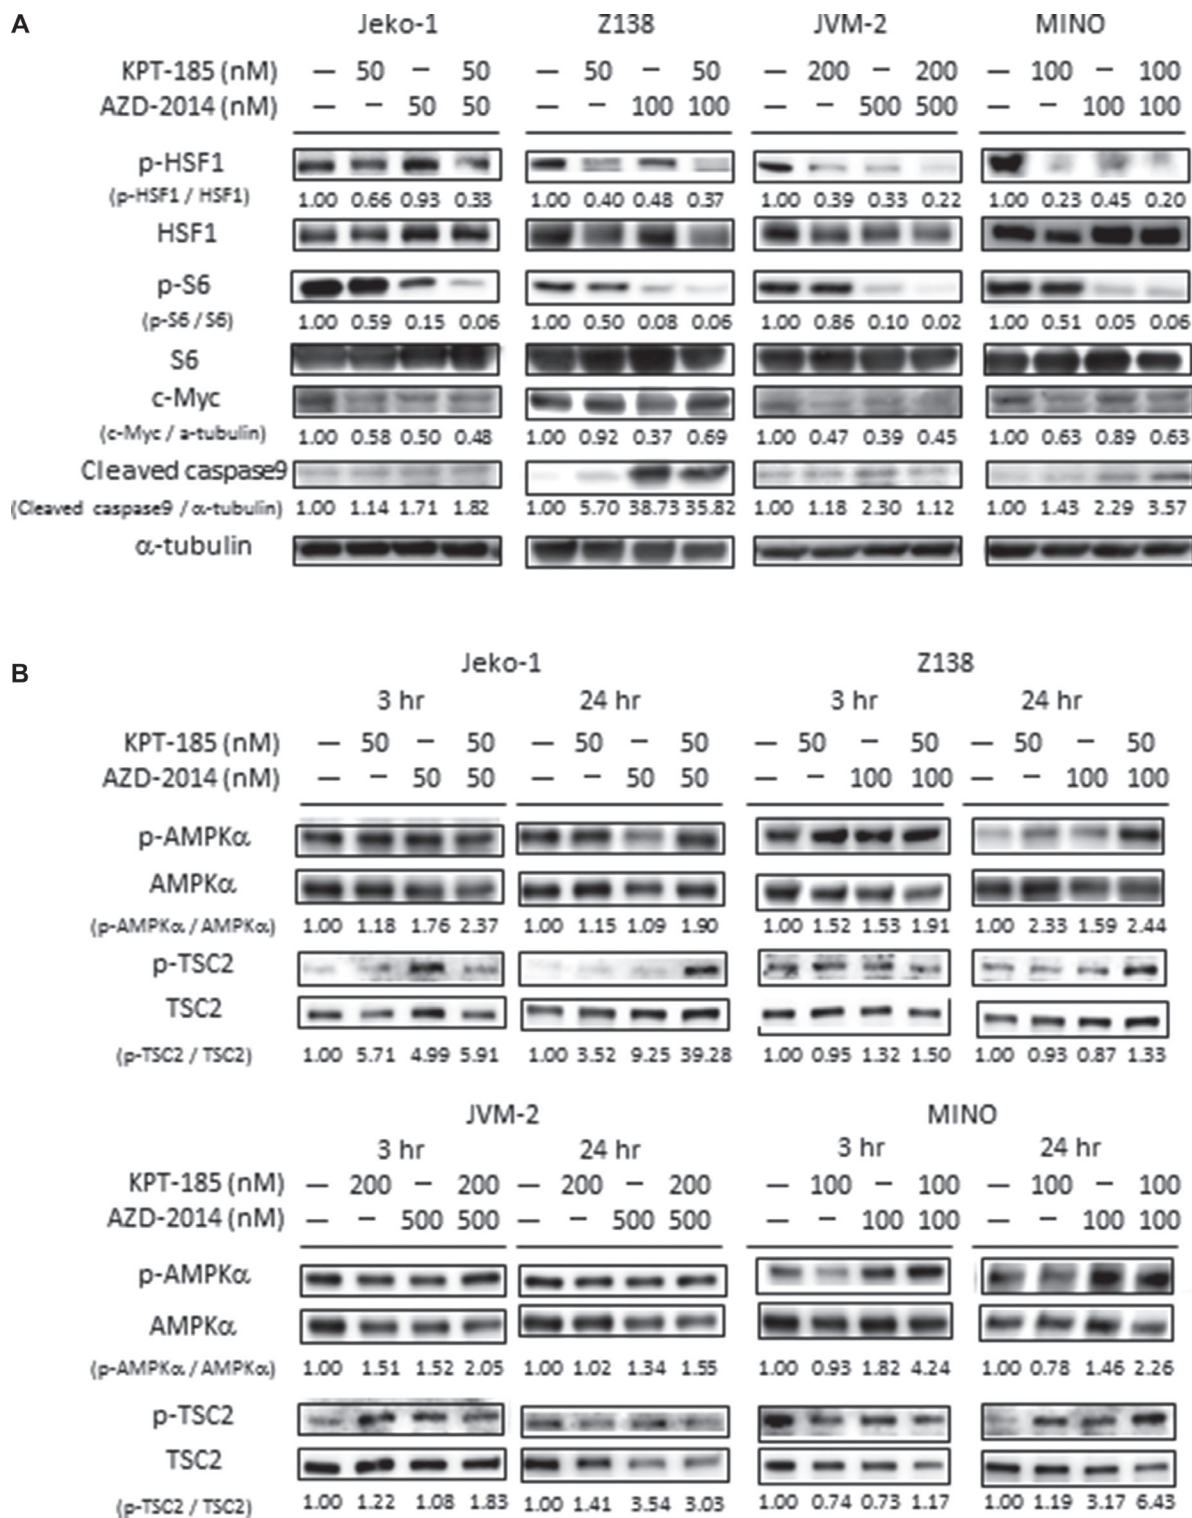 A
Jeko-1 Z138 JVM-2 MINO
KPT-185 (nM) — 50 — 50 — 50 — 50 — 200 — 200 — 100 — 100
AZD-2014 (nM) — — 50 50 — — 100 100 — — 500 500 — — 100 100
p-HSF1
(p-HSF1 / HSF1) 1.00 0.66 0.93 0.33 1.00 0.40 0.48 0.37 1.00 0.39 0.33 0.22 1.00 0.23 0.45 0.20
HSF1
p-S6
(p-S6 / S6) 1.00 0.59 0.15 0.06 1.00 0.50 0.08 0.06 1.00 0.86 0.10 0.02 1.00 0.51 0.05 0.06
S6
c-Myc
(c-Myc / a-tubulin) 1.00 0.58 0.50 0.48 1.00 0.92 0.37 0.69 1.00 0.47 0.39 0.45 1.00 0.63 0.89 0.63
Cleaved caspase9
(Cleaved caspase9 / α-tubulin) 1.00 1.14 1.71 1.82 1.00 5.70 38.73 35.82 1.00 1.18 2.30 1.12 1.00 1.43 2.29 3.57
α-tubulin
B
Jeko-1 Z138
3 hr 24 hr 3 hr 24 hr
KPT-185 (nM) — 50 — 50 — 50 — 50 — 50 — 50 — 50 — 50
AZD-2014 (nM) — — 50 50 — — 50 50 — — 100 100 — — 100 100
p-AMPKα
AMPKα
(p-AMPKα / AMPKα) 1.00 1.18 1.76 2.37 1.00 1.15 1.09 1.90 1.00 1.52 1.53 1.91 1.00 2.33 1.59 2.44
p-TSC2
TSC2
(p-TSC2 / TSC2) 1.00 5.71 4.99 5.91 1.00 3.52 9.25 39.28 1.00 0.95 1.32 1.50 1.00 0.93 0.87 1.33
JVM-2 MINO
3 hr 24 hr 3 hr 24 hr
KPT-185 (nM) — 200 — 200 — 200 — 200 — 100 — 100 — 100 — 100
AZD-2014 (nM) — — 500 500 — — 500 500 — — 100 100 — — 100 100
p-AMPKα
AMPKα
(p-AMPKα / AMPKα) 1.00 1.51 1.52 2.05 1.00 1.02 1.34 1.55 1.00 0.93 1.82 4.24 1.00 0.78 1.46 2.26
p-TSC2
TSC2
(p-TSC2 / TSC2) 1.00 1.22 1.08 1.83 1.00 1.41 3.54 3.03 1.00 0.74 0.73 1.17 1.00 1.19 3.17 6.43